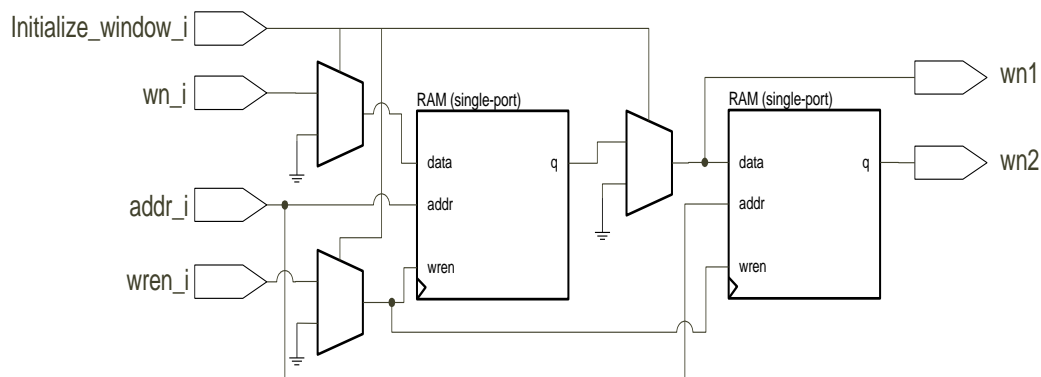 Initialize_window_i
wn_i
addr_i
wren_i
RAM (single-port)
data
q
addr
wren
RAM (single-port)
data
q
addr
wren
wn1
wn2